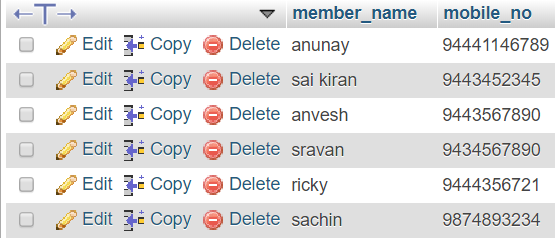 member_name mobile_no
Edit Copy Delete anunay 94441146789
Edit Copy Delete sai kiran 9443452345
Edit Copy Delete anvesh 9443567890
Edit Copy Delete sravan 9434567890
Edit Copy Delete ricky 9444356721
Edit Copy Delete sachin 9874893234